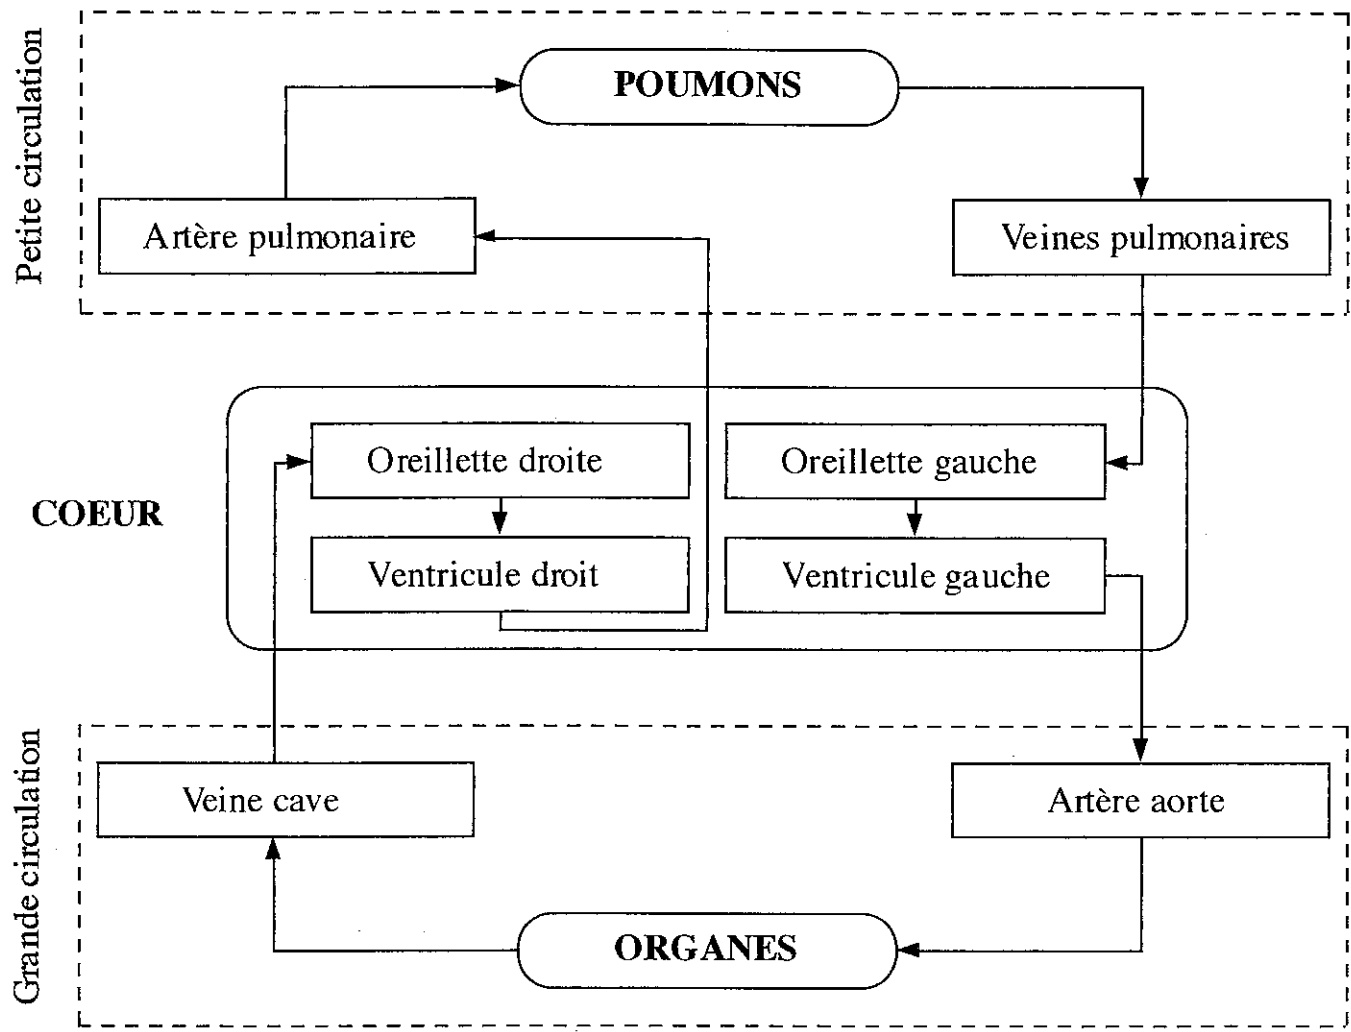 Petite circulation
POUMONS
Artère pulmonaire
Veines pulmonaires
COEUR
Oreillette droite
Oreillette gauche
Ventricule droit
Ventricule gauche
Grande circulation
Veine cave
Artère aorte
ORGANES